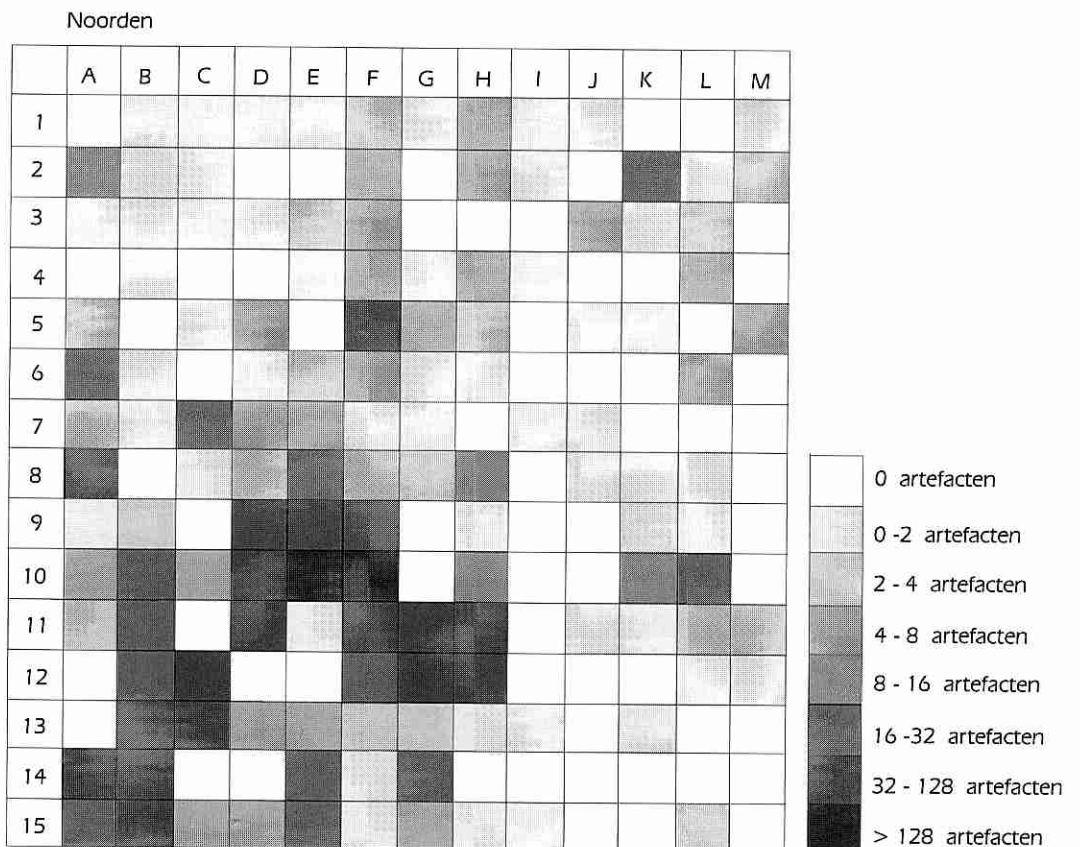 Noorden
A B C D E F G H I J K L M
1
2
3
4
5
6
7
8
9
10
11
12
13
14
15
0 artefacten
0 -2 artefacten
2 - 4 artefacten
4 - 8 artefacten
8 - 16 artefacten
16 -32 artefacten
32 - 128 artefacten
> 128 artefacten